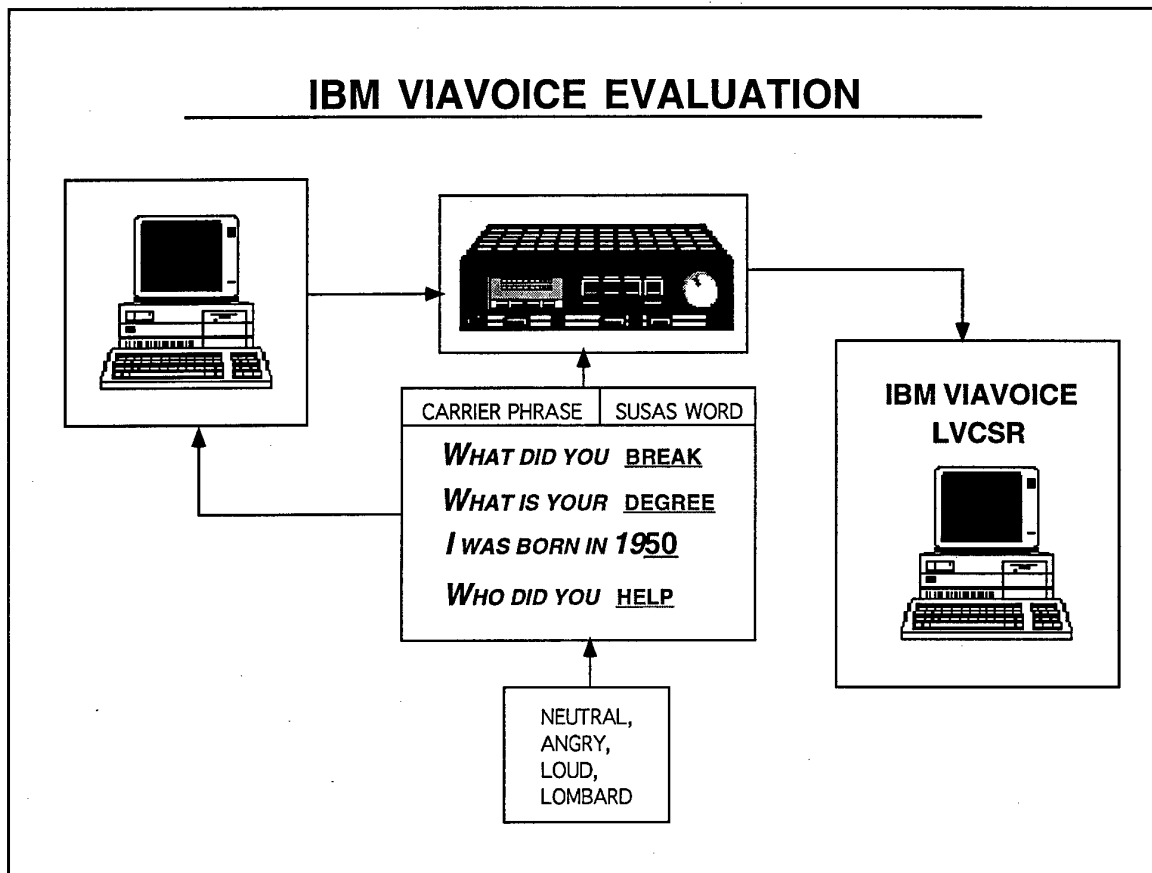 IBM VIAVOICE EVALUATION
CARRIER PHRASE SUSAS WORD
WHAT DID YOU BREAK
WHAT IS YOUR DEGREE
I WAS BORN IN 1950
WHO DID YOU HELP
NEUTRAL,
ANGRY,
LOUD,
LOMBARD
IBM VIAVOICE
LVCSR